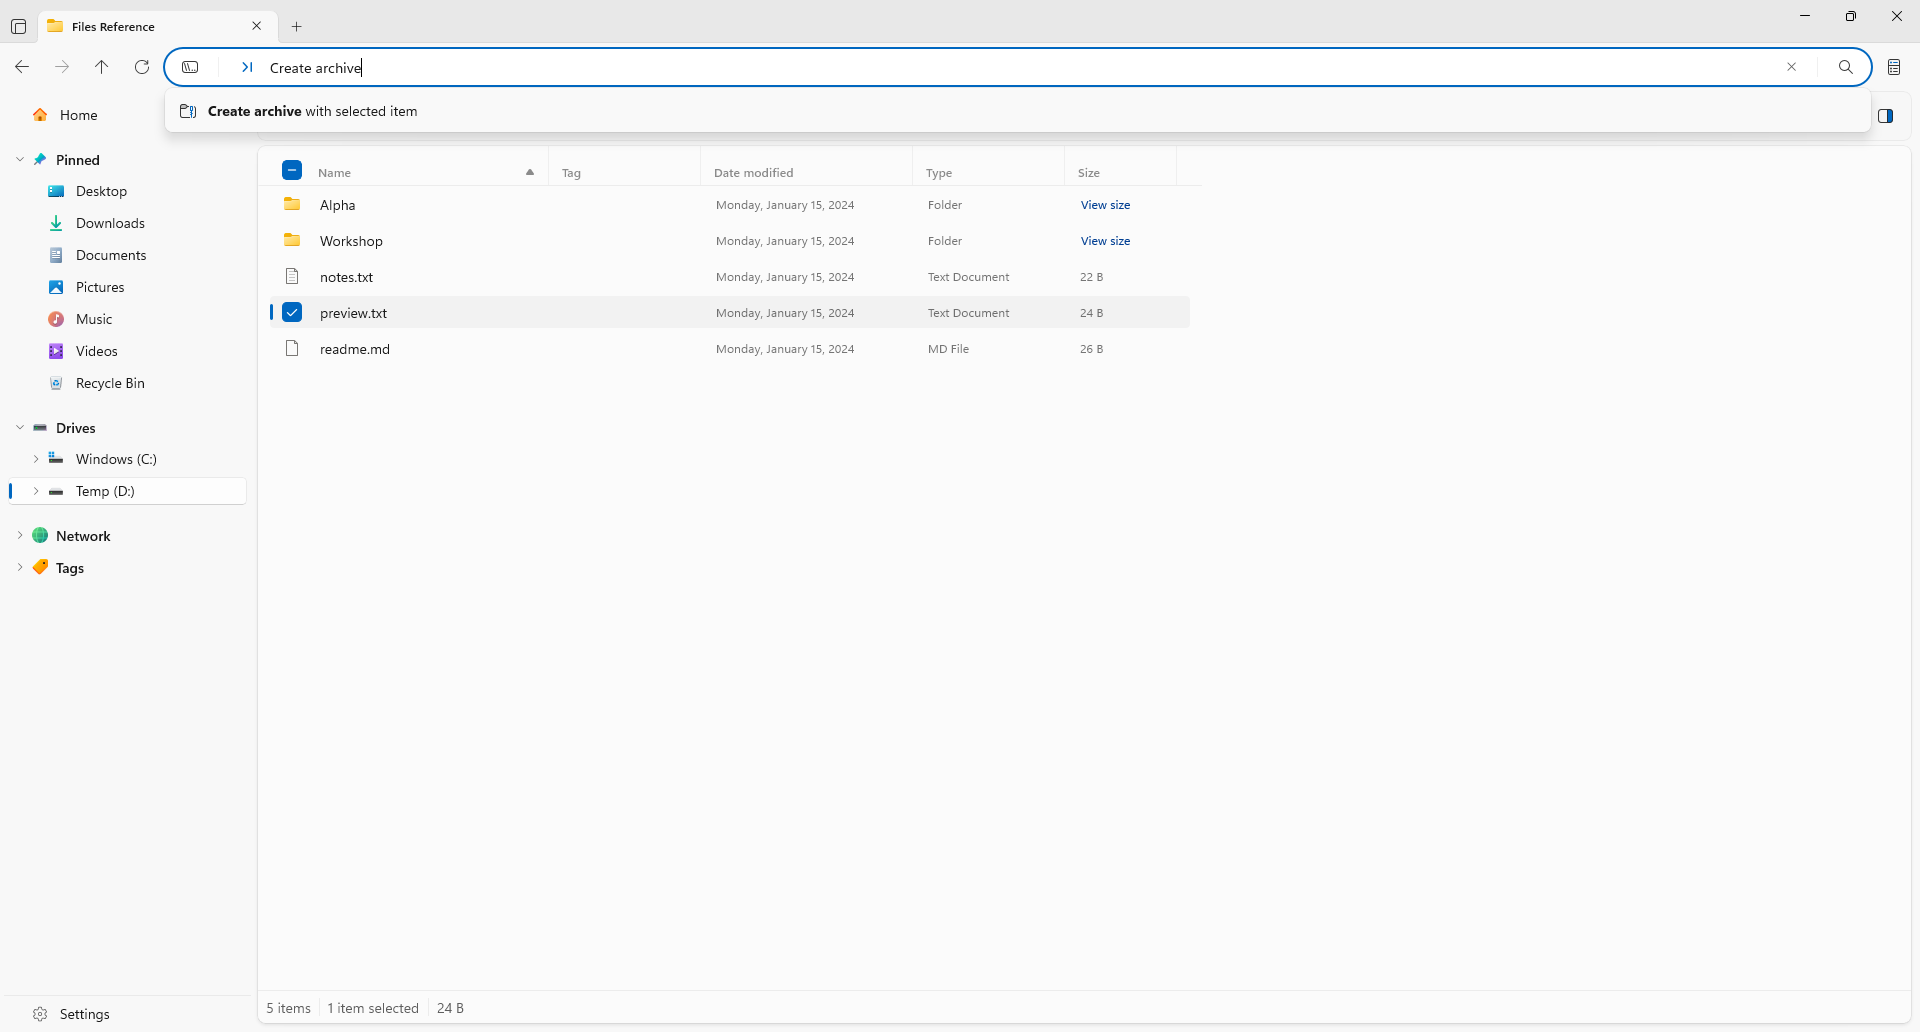 Files Reference
Create archive
Create archive with selected item
Home
Pinned
Desktop
Downloads
Documents
Pictures
Music
Videos
Recycle Bin
Drives
Windows (C:)
Temp (D:)
Network
Tags
Settings
Name Tag Date modified Type Size
Alpha Monday, January 15, 2024 Folder View size
Workshop Monday, January 15, 2024 Folder View size
notes.txt Monday, January 15, 2024 Text Document 22 B
preview.txt Monday, January 15, 2024 Text Document 24 B
readme.md Monday, January 15, 2024 MD File 26 B
5 items 1 item selected 24 B